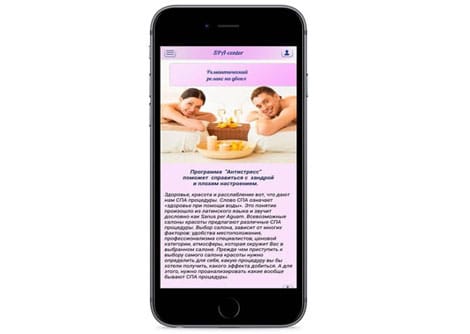 SPA-center
Романтический
релакс на двоих
Программа "Антистресс"
поможет справиться с хандрой
и плохим настроением.
Здоровье, красота и расслабление вот, что дают
нам СПА процедуры. Слово СПА означает
«здоровье при помощи воды». Это понятие
произошло из латинского языка и звучит
дословно как Sanus per Aguam. Всевозможные
салоны красоты предлагают различные СПА
процедуры. Выбор салона, зависит от многих
факторов: удобства местоположения,
профессионализма специалистов, ценовой
категории, атмосферы, которая окружит Вас в
выбранном салоне. Прежде чем приступить к
выбору самого салона красоты нужно
определить для себя, какую процедуру вы бы
хотели получить, какого эффекта добиться. А для
этого, нужно проанализировать какие вообще
бывают СПА процедуры.